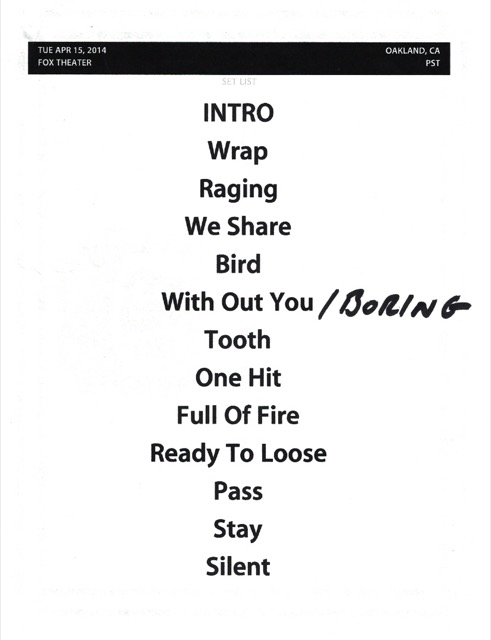 TUE APR 15, 2014 OAKLAND, CA
FOX THEATER PST
SET LIST
INTRO
Wrap
Raging
We Share
Bird
With Out You /BORING
Tooth
One Hit
Full Of Fire
Ready To Loose
Pass
Stay
Silent